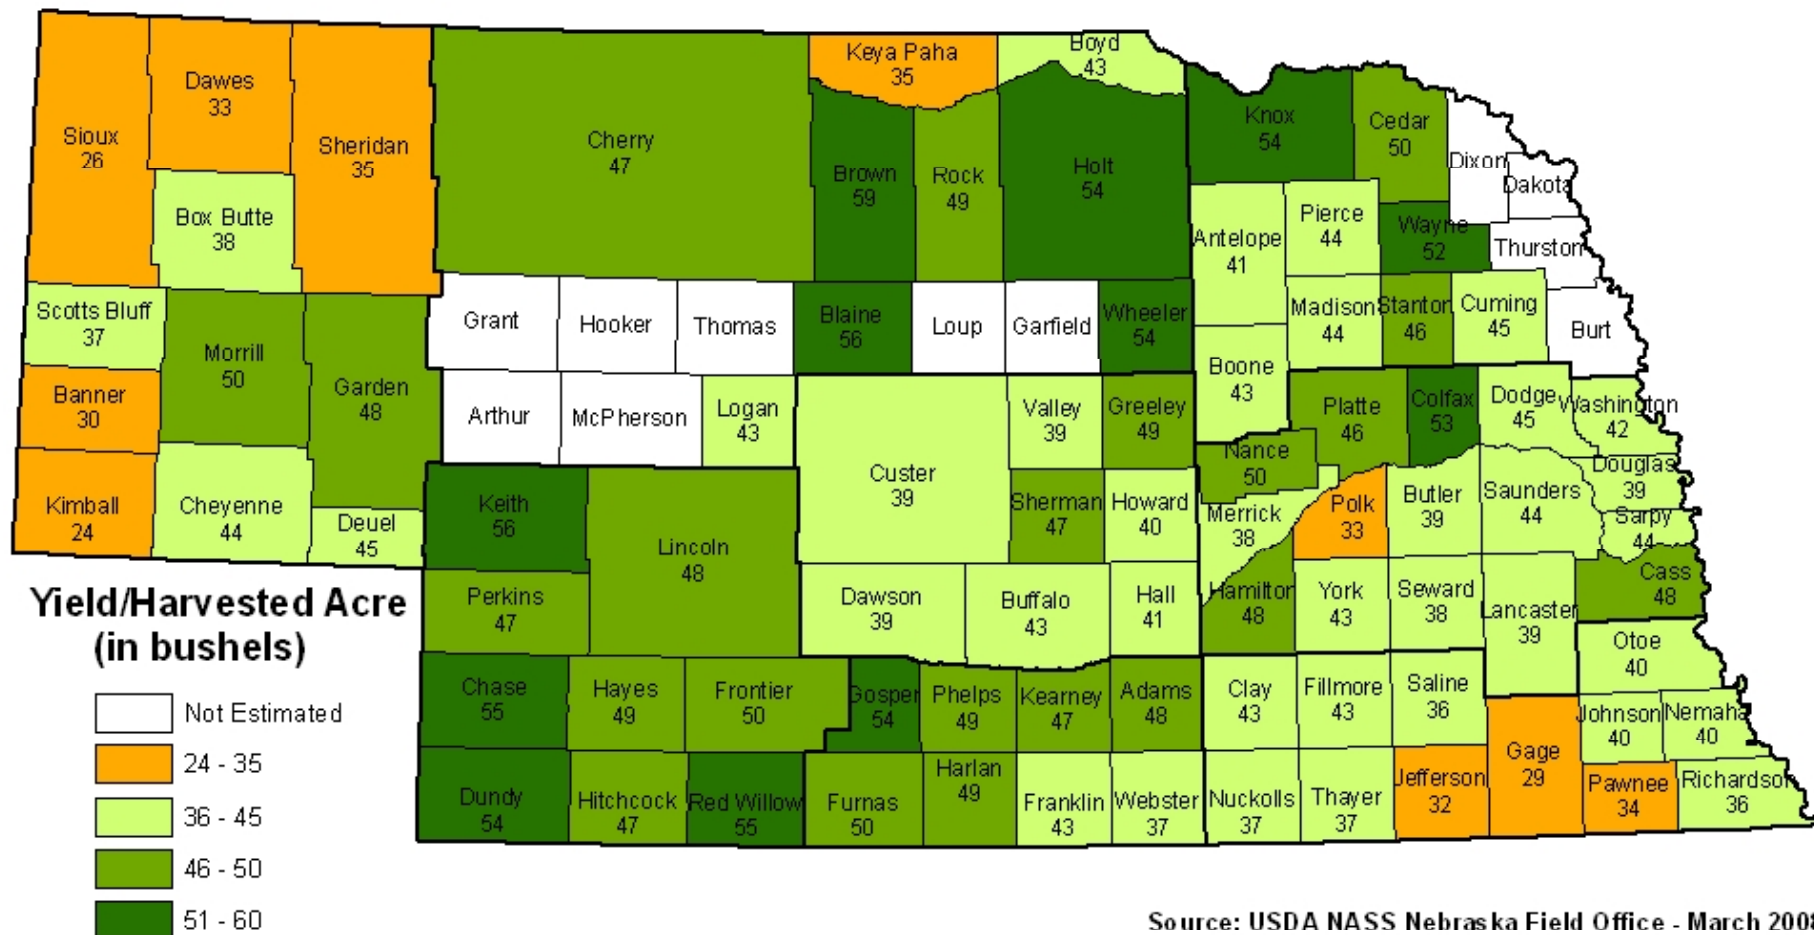 Sioux
26
Dawes
33
Sheridan
35
Box Butte
38
Scotts Bluff
37
Banner
30
Kimball
24
Morrill
50
Cheyenne
44
Garden
48
Deuel
45
Cherry
47
Keya Paha
35
Boyd
43
Brown
59
Rock
49
Holt
54
Knox
54
Cedar
50
Dixon
Dakota
Antelope
41
Pierce
44
Wayne
52
Thurston
Grant
Hooker
Thomas
Blaine
56
Loup
Garfield
Wheeler
54
Boone
43
Madison
44
Stanton
46
Cuming
45
Burt
Arthur
McPherson
Logan
43
Custer
39
Valley
39
Greeley
49
Platte
46
Colfax
53
Dodge
45
Washington
42
Nance
50
Keith
56
Lincoln
48
Sherman
47
Howard
40
Merrick
38
Polk
33
Butler
39
Saunders
44
Douglas
39
Sarpy
44
Perkins
47
Dawson
39
Buffalo
43
Hall
41
Hamilton
48
York
43
Seward
38
Lancaster
39
Cass
48
Otoe
40
Chase
55
Hayes
49
Frontier
50
Gosper
54
Phelps
49
Kearney
47
Adams
48
Clay
43
Fillmore
43
Saline
36
Johnson
40
Nemaha
40
Dundy
54
Hitchcock
47
Red Willow
55
Furnas
50
Harlan
49
Franklin
43
Webster
37
Nuckolls
37
Thayer
37
Jefferson
32
Gage
29
Pawnee
34
Richardson
36
Yield/Harvested Acre
(in bushels)
Not Estimated
24 - 35
36 - 45
46 - 50
51 - 60
Source: USDA NASS Nebraska Field Office - March 2008